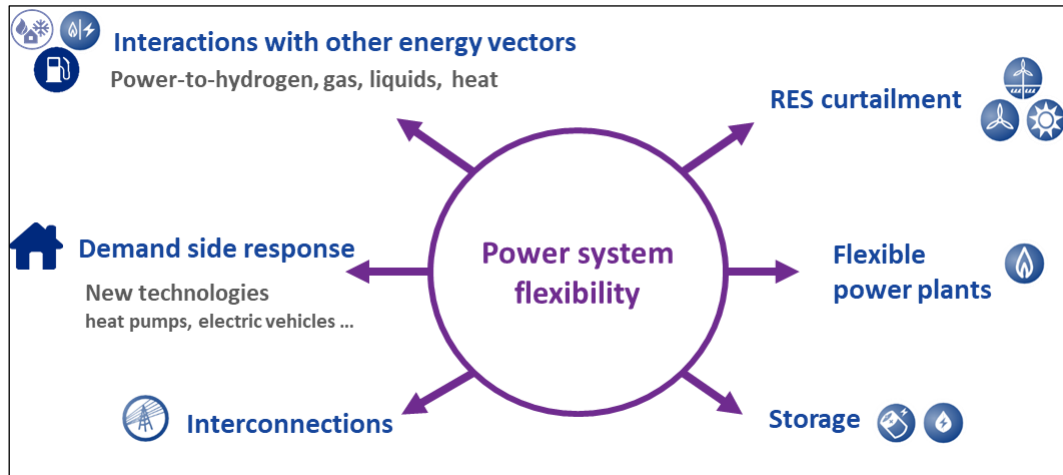 Interactions with other energy vectors
Power-to-hydrogen, gas, liquids, heat
RES curtailment
Demand side response
New technologies
heat pumps, electric vehicles ...
Power system
flexibility
Flexible
power plants
Interconnections
Storage